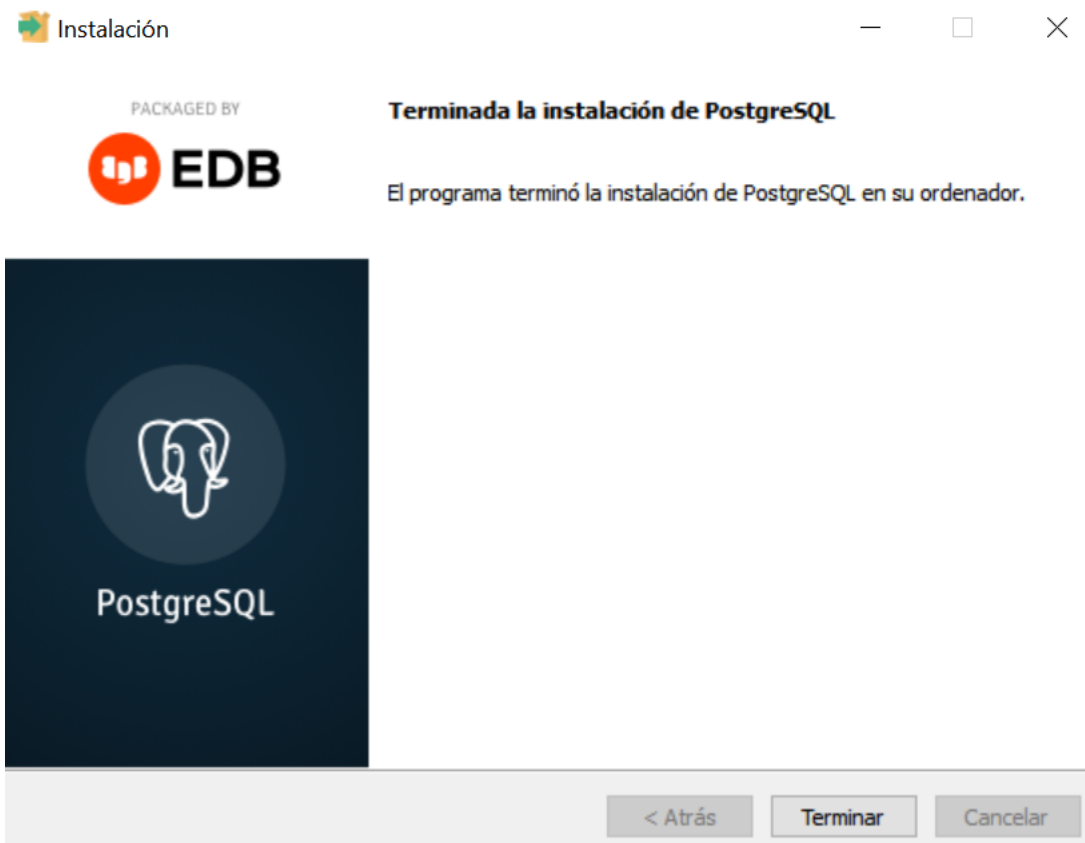 Instalación
PACKAGED BY
EDB
Terminada la instalación de PostgreSQL
El programa terminó la instalación de PostgreSQL en su ordenador.
PostgreSQL
< Atrás
Terminar
Cancelar